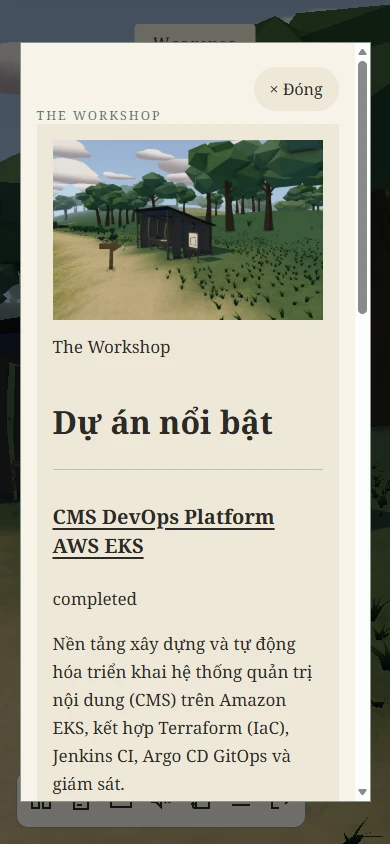 × Đóng
THE WORKSHOP
The Workshop
Dự án nổi bật
CMS DevOps Platform
AWS EKS
completed
Nền tảng xây dựng và tự động
hóa triển khai hệ thống quản trị
nội dung (CMS) trên Amazon
EKS, kết hợp Terraform (IaC),
Jenkins CI, Argo CD GitOps và
giám sát.